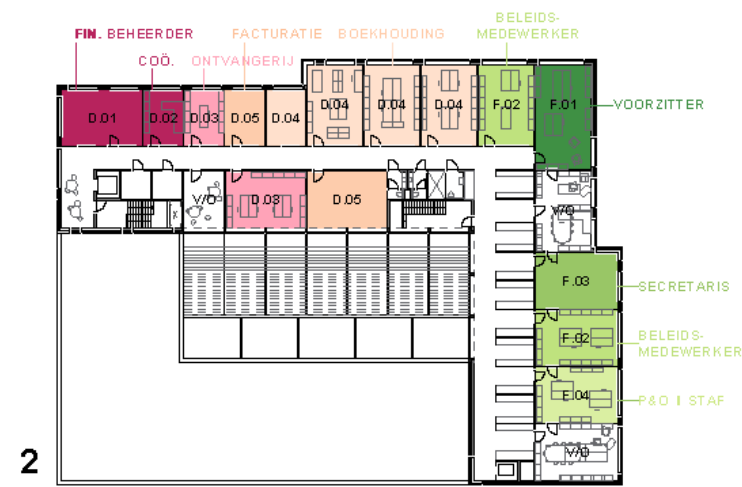 BELEIDS-
FIN. BEHEERDER FACTURATIE BOEKHOUDING MEDEWERKER
COÖ. ONTVANGERIJ
D.01 D.02 D.03 D.05 D.04 D.04 D.04 D.04 F.02 F.01 VOORZITTER
V/O D.03 D.05 V/O
F.03 SECRETARIS
F.02 BELEIDS-
MEDEWERKER
F.04 P&O I STAF
V/O
2